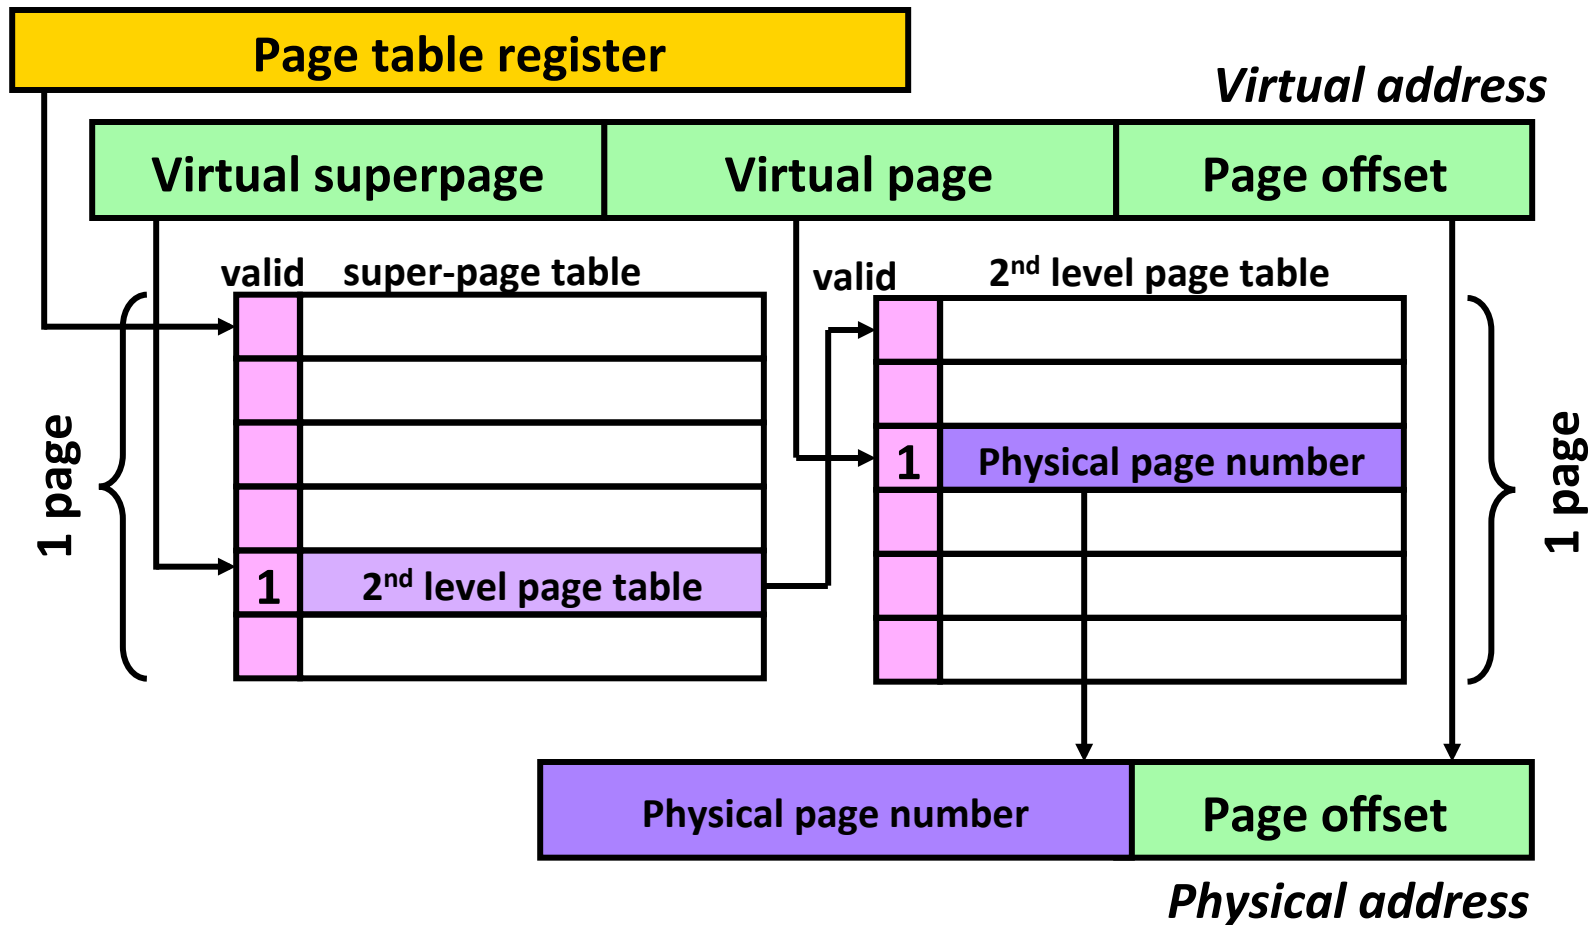 Page table register
Virtual address
Virtual superpage
Virtual page
Page offset
valid
super-page table
valid
2nd level page table
1 page
1
Physical page number
1 page
1
2nd level page table
Physical page number
Page offset
Physical address